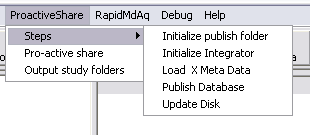 ProactiveShare RapidMdAq Debug Help
Steps
Pro-active share
Output study folders
Initialize publish folder
Initialize Integrator
Load X Meta Data
Publish Database
Update Disk